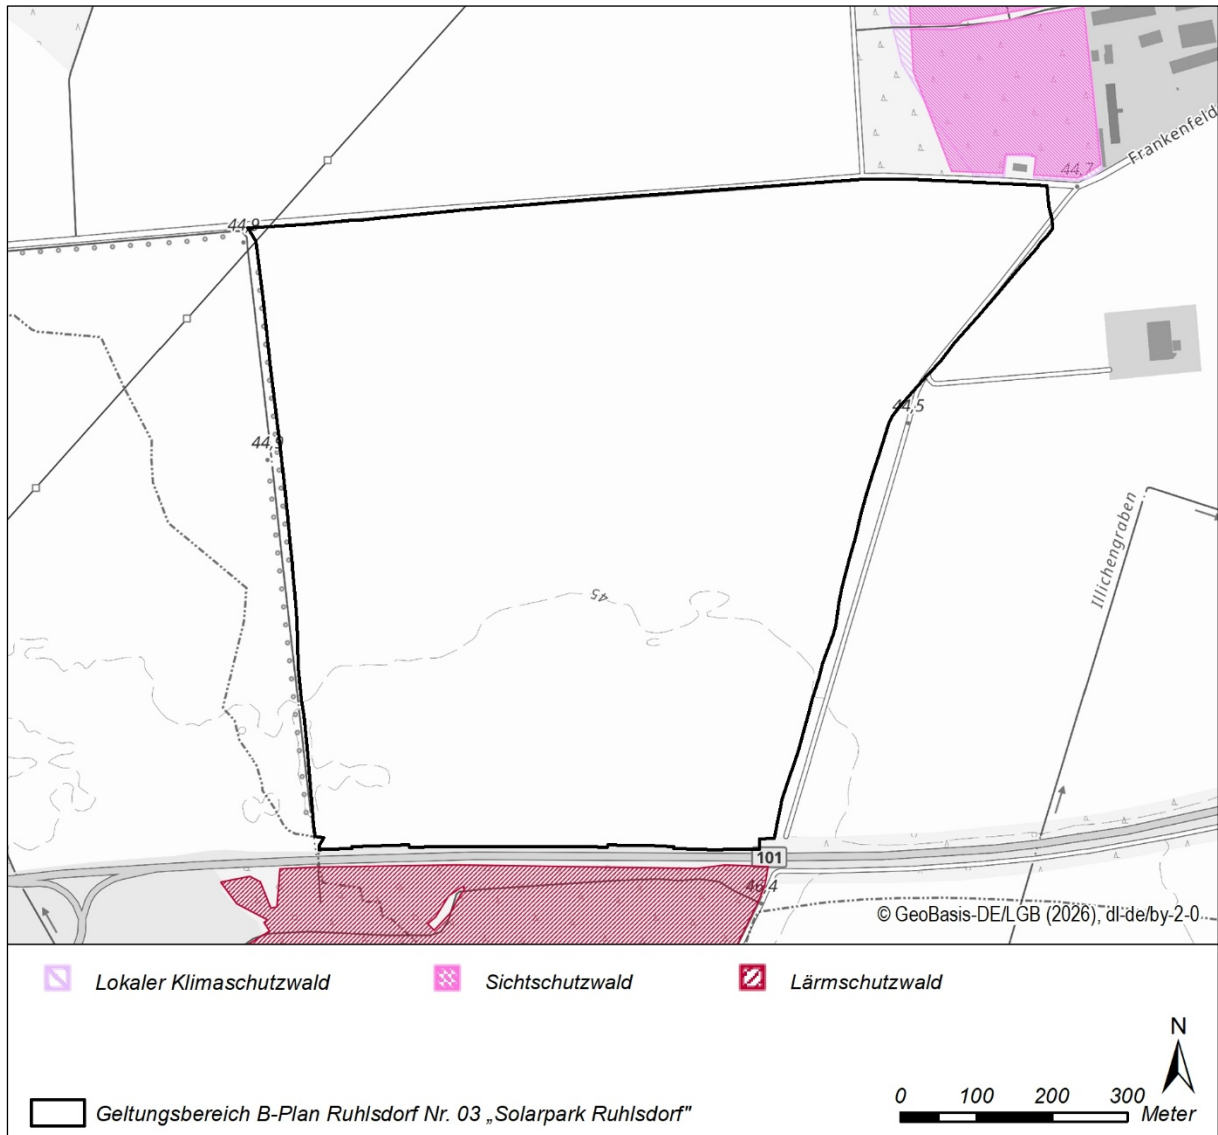 44,7
Frankenfeld
44,9
44,5
44,9
Illichengraben
45
101
46,4
© GeoBasis-DE/LGB (2026), dl-de/by-2-0
Lokaler Klimaschutzwald
Sichtschutzwald
Lärmschutzwald
N
0 100 200 300
Meter
Geltungsbereich B-Plan Ruhlsdorf Nr. 03 „Solarpark Ruhlsdorf"